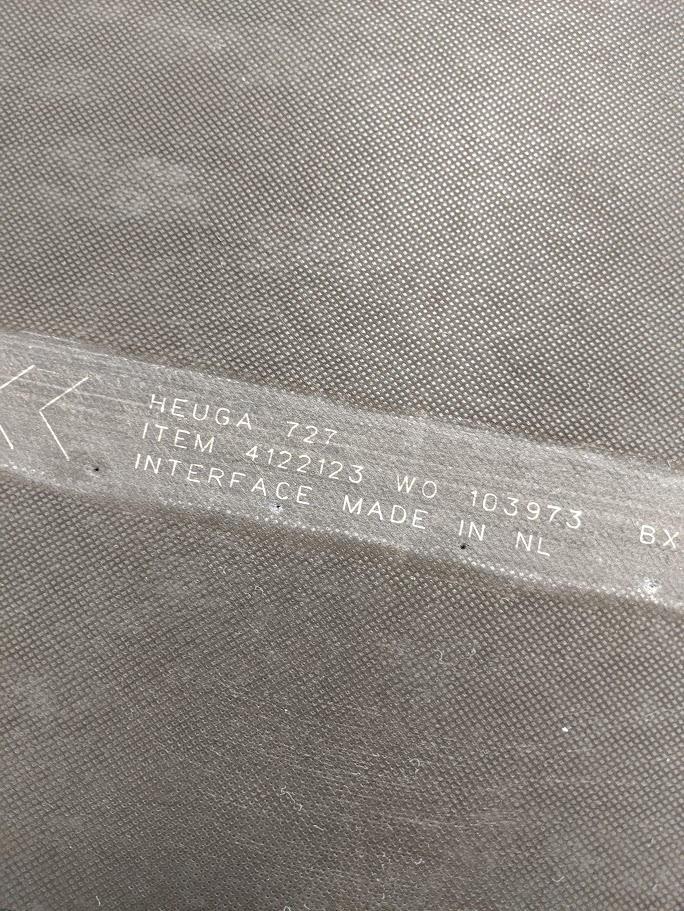 HEUGA 727
ITEM 4122123 WO 103973 BX
INTERFACE MADE IN NL